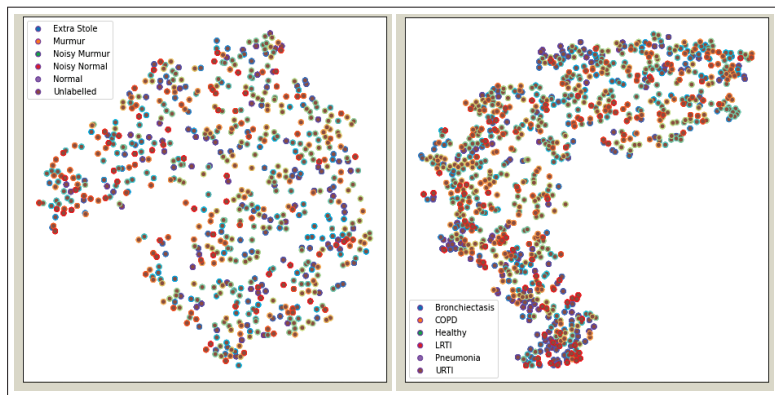 Extra Stole
Murmur
Noisy Murmur
Noisy Normal
Normal
Unlabelled
Bronchiectasis
COPD
Healthy
LRTI
Pneumonia
URTI